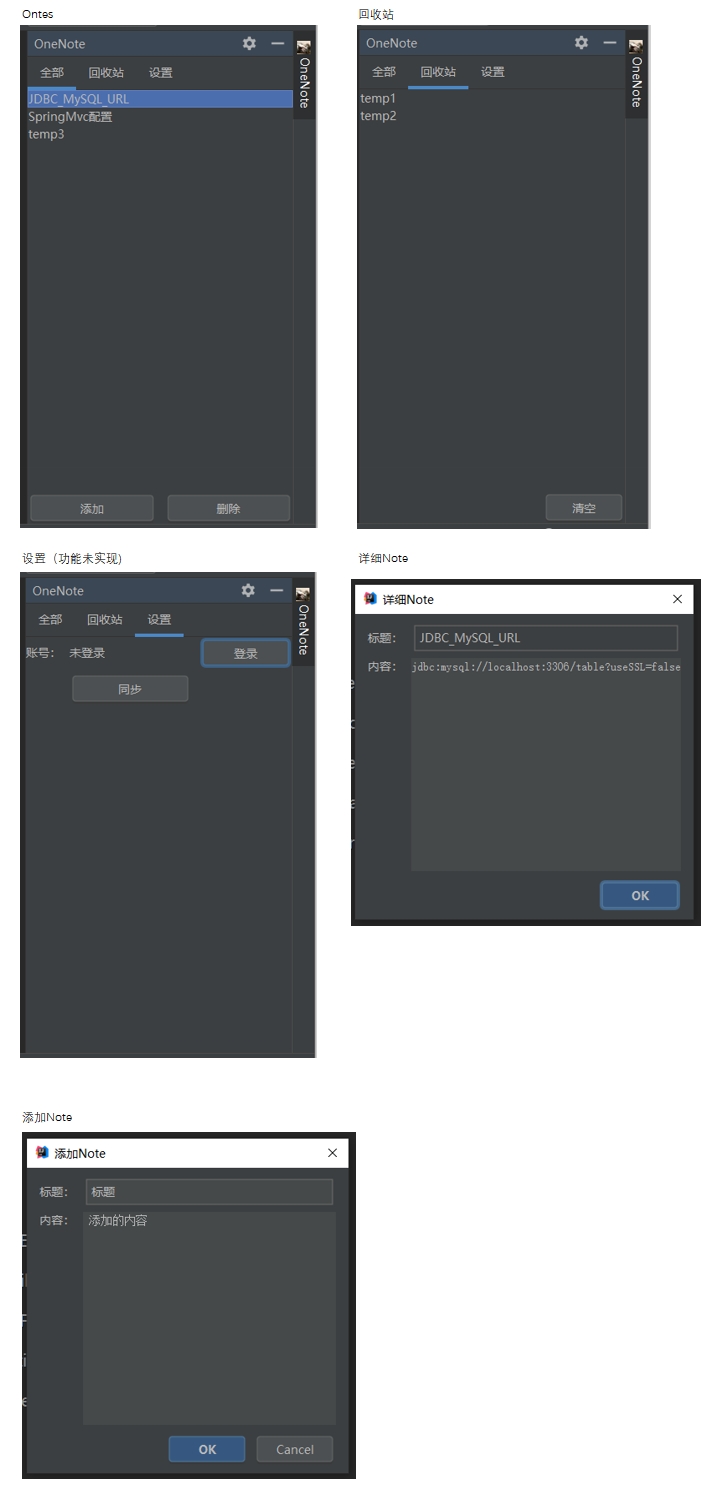 Ontes
OneNote
全部 回收站 设置
JDBC_MySQL_URL
SpringMvc配置
temp3
添加 删除
OneNote
回收站
OneNote
全部 回收站 设置
temp1
temp2
清空
OneNote
设置（功能未实现)
OneNote
全部 回收站 设置
账号： 未登录 登录
同步
OneNote
详细Note
详细Note
标题： JDBC_MySQL_URL
内容： jdbc:mysql://localhost:3306/table?useSSL=false
OK
添加Note
添加Note
标题： 标题
内容： 添加的内容
OK Cancel